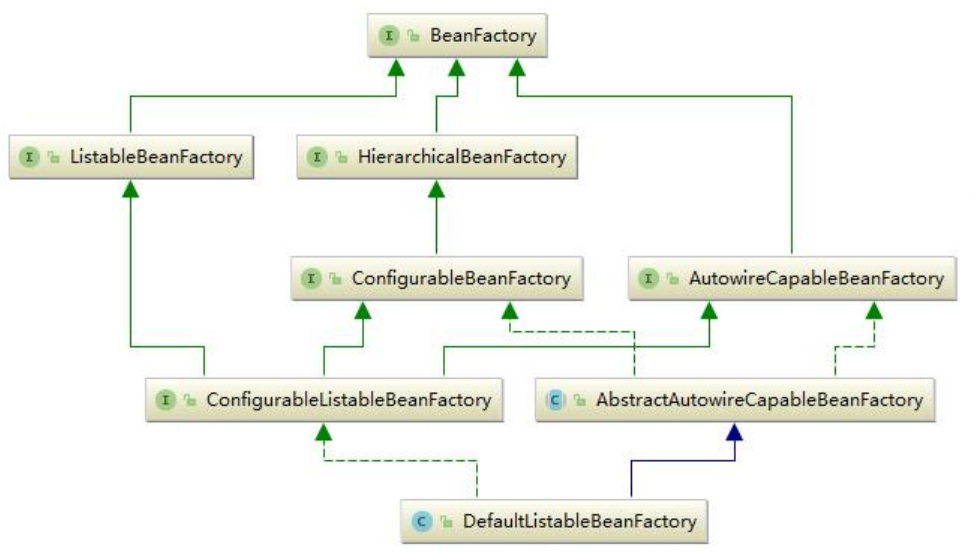 I BeanFactory
I ListableBeanFactory
I HierarchicalBeanFactory
I ConfigurableBeanFactory
I AutowireCapableBeanFactory
I ConfigurableListableBeanFactory
C AbstractAutowireCapableBeanFactory
C DefaultListableBeanFactory